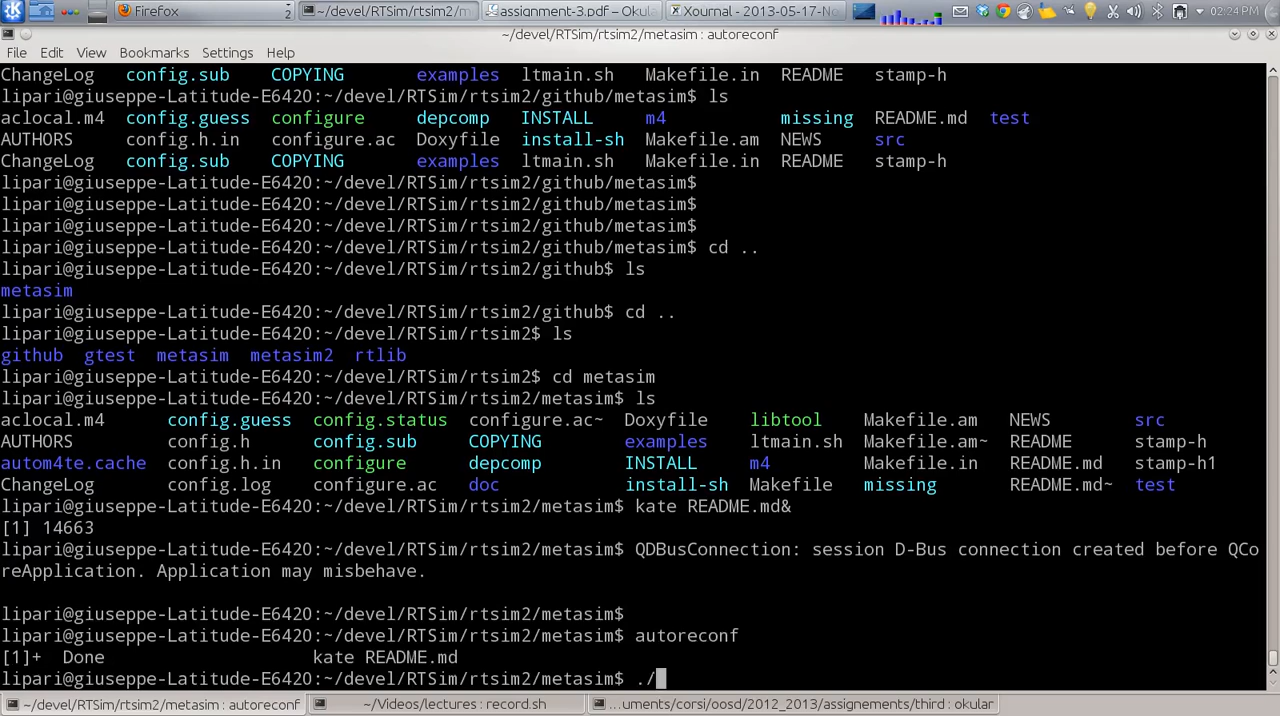 Firefox 2 ~/devel/RTSim/rtsim2/m assignment-3.pdf – Okul Xournal - 13-05-17-No 02:24 PM
~/devel/RTSim/rtsim2/metasim : autoreconf
File Edit View Bookmarks Settings Help
ChangeLog config.sub COPYING examples ltmain.sh Makefile.in README stamp-h
lipari@giuseppe-Latitude-E6420:~/devel/RTSim/rtsim2/github/metasim$ ls
aclocal.m4 config.guess configure depcomp INSTALL m4 missing README.md test
AUTHORS config.h.in configure.ac Doxyfile install-sh Makefile.am NEWS src
ChangeLog config.sub COPYING examples ltmain.sh Makefile.in README stamp-h
lipari@giuseppe-Latitude-E6420:~/devel/RTSim/rtsim2/github/metasim$
lipari@giuseppe-Latitude-E6420:~/devel/RTSim/rtsim2/github/metasim$
lipari@giuseppe-Latitude-E6420:~/devel/RTSim/rtsim2/github/metasim$
lipari@giuseppe-Latitude-E6420:~/devel/RTSim/rtsim2/github/metasim$ cd ..
lipari@giuseppe-Latitude-E6420:~/devel/RTSim/rtsim2/github$ ls
metasim
lipari@giuseppe-Latitude-E6420:~/devel/RTSim/rtsim2/github$ cd ..
lipari@giuseppe-Latitude-E6420:~/devel/RTSim/rtsim2$ ls
github gtest metasim metasim2 rtlib
lipari@giuseppe-Latitude-E6420:~/devel/RTSim/rtsim2$ cd metasim
lipari@giuseppe-Latitude-E6420:~/devel/RTSim/rtsim2/metasim$ ls
aclocal.m4 config.guess config.status configure.ac~ Doxyfile libtool Makefile.am NEWS src
AUTHORS config.h config.sub COPYING examples ltmain.sh Makefile.am~ README stamp-h
autom4te.cache config.h.in configure depcomp INSTALL m4 Makefile.in README.md stamp-h1
ChangeLog config.log configure.ac doc install-sh Makefile missing README.md~ test
lipari@giuseppe-Latitude-E6420:~/devel/RTSim/rtsim2/metasim$ kate README.md&
[1] 14663
lipari@giuseppe-Latitude-E6420:~/devel/RTSim/rtsim2/metasim$ QDBusConnection: session D-Bus connection created before QCo
reApplication. Application may misbehave.
lipari@giuseppe-Latitude-E6420:~/devel/RTSim/rtsim2/metasim$
lipari@giuseppe-Latitude-E6420:~/devel/RTSim/rtsim2/metasim$ autoreconf
[1]+ Done kate README.md
lipari@giuseppe-Latitude-E6420:~/devel/RTSim/rtsim2/metasim$ ./
~/devel/RTSim/rtsim2/metasim : autoreconf ~/Videos/lectures : record.sh ...uments/corsi/oosd/2012_2013/assignements/third : okular